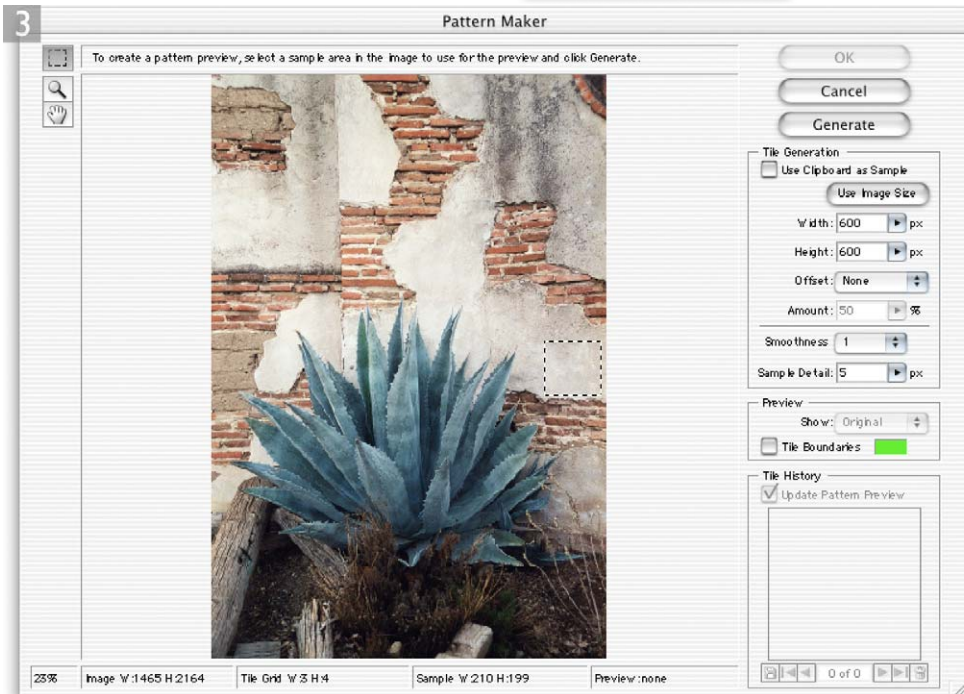 3
Pattern Maker
To create a pattern preview, select a sample area in the image to use for the preview and click Generate.
OK
Cancel
Generate
Tile Generation
Use Clipboard as Sample
Use Image Size
Width: 600 px
Height: 600 px
Offset: None
Amount: 50 %
Smoothness 1
Sample Detail: 5 px
Preview
Show: Original
Tile Boundaries
Tile History
Update Pattern Preview
0 of 0
23% Image W:1465 H:2164 Tile Grid W:3 H:4 Sample W:210 H:199 Preview:none